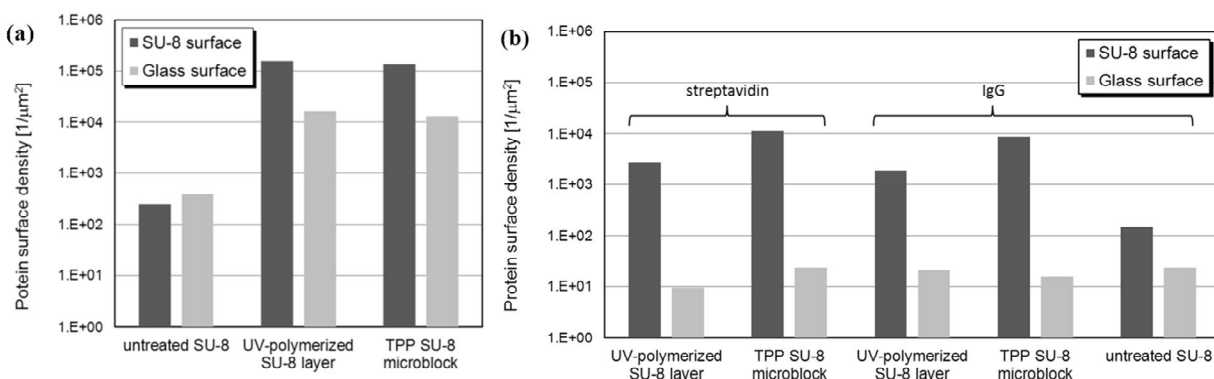 (a)
Potein surface density [1/μm²]
1.E+06
1.E+05
1.E+04
1.E+03
1.E+02
1.E+01
1.E+00
SU-8 surface
Glass surface
untreated SU-8
UV-polymerized
SU-8 layer
TPP SU-8
microblock
(b)
Protein surface density [1/μm²]
1.E+06
1.E+05
1.E+04
1.E+03
1.E+02
1.E+01
1.E+00
SU-8 surface
Glass surface
streptavidin
IgG
UV-polymerized
SU-8 layer
TPP SU-8
microblock
UV-polymerized
SU-8 layer
TPP SU-8
microblock
untreated SU-8